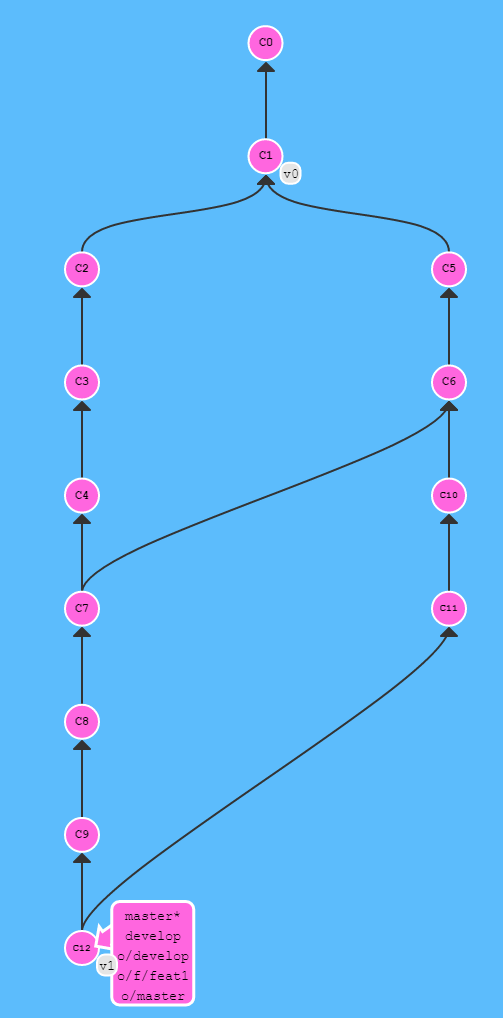 C0
C1
v0
C2
C5
C3
C6
C4
C10
C7
C11
C8
C9
master*
develop
C12
o/develop
v1
o/f/feat1
o/master